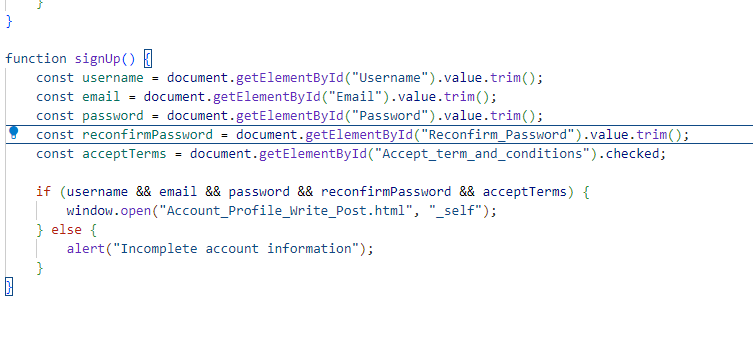 }
}
function signUp() {
const username = document.getElementById("Username").value.trim();
const email = document.getElementById("Email").value.trim();
const password = document.getElementById("Password").value.trim();
const reconfirmPassword = document.getElementById("Reconfirm_Password").value.trim();
const acceptTerms = document.getElementById("Accept_term_and_conditions").checked;
if (username && email && password && reconfirmPassword && acceptTerms) {
window.open("Account_Profile_Write_Post.html", "_self");
} else {
alert("Incomplete account information");
}
}